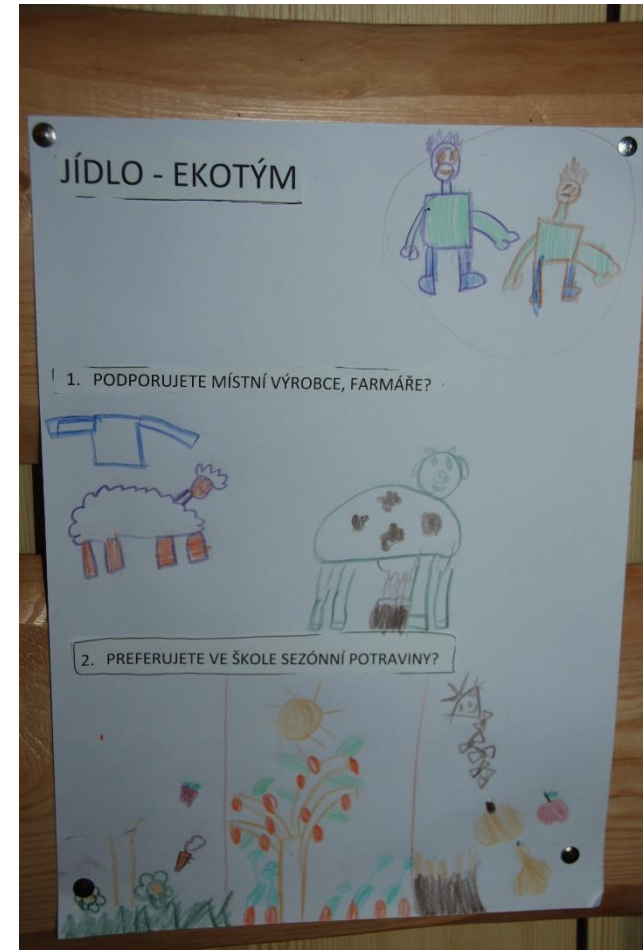 JÍDLO - EKOTÝM
1. PODPORUJETE MÍSTNÍ VÝROBCE, FARMÁŘE?
2. PREFERUJETE VE ŠKOLE SEZÓNNÍ POTRAVINY?